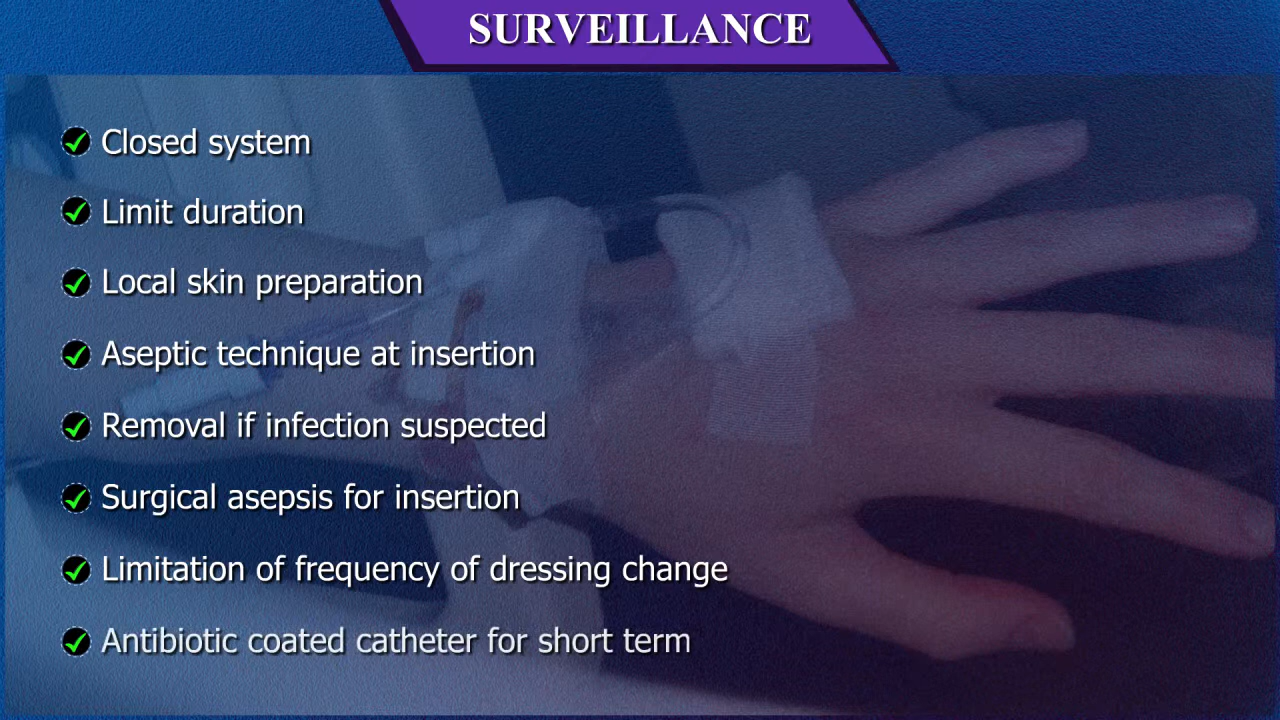 SURVEILLANCE
Closed system
Limit duration
Local skin preparation
Aseptic technique at insertion
Removal if infection suspected
Surgical asepsis for insertion
Limitation of frequency of dressing change
Antibiotic coated catheter for short term